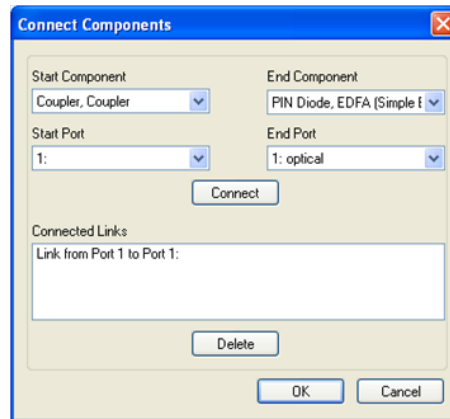 Connect Components
Start Component End Component
Coupler, Coupler PIN Diode, EDFA (Simple E
Start Port End Port
1: 1: optical
Connect
Connected Links
Link from Port 1 to Port 1:
Delete
OK Cancel